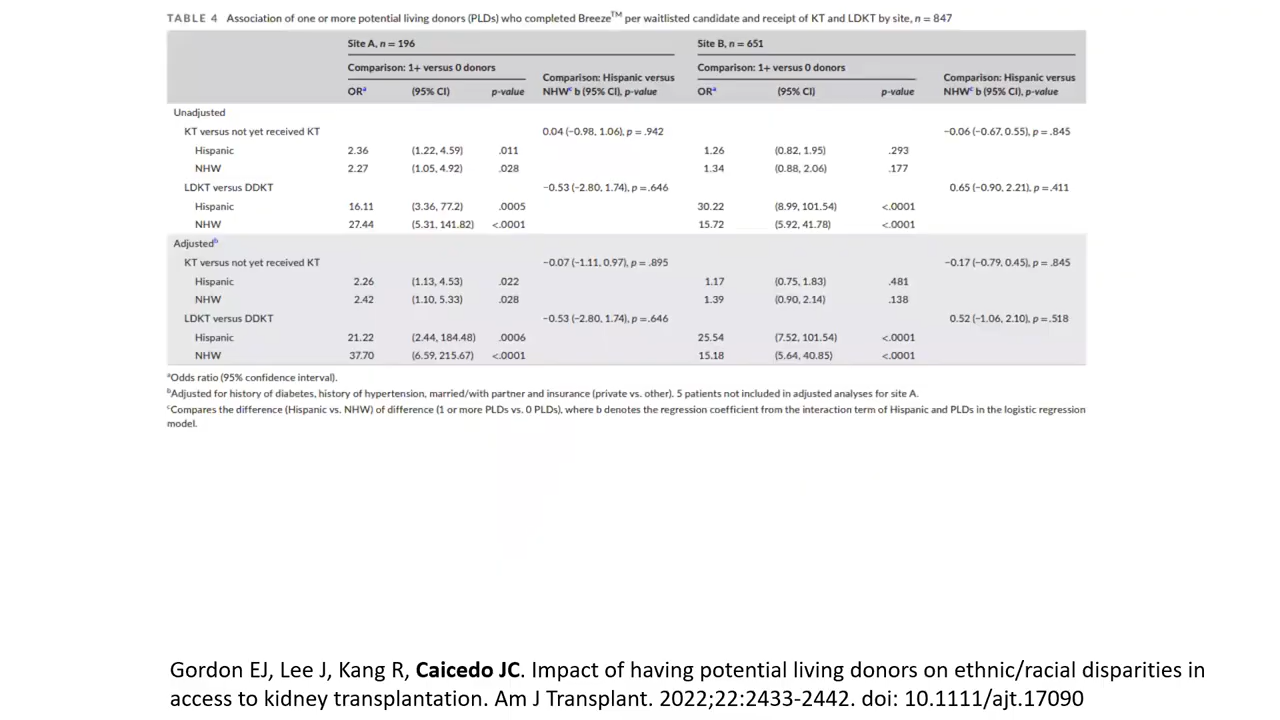 TABLE 4 Association of one or more potential living donors (PLDs) who completed Breeze™ per waitlisted candidate and receipt of KT and LDKT by site, n = 847
Site A, n = 196 Site B, n = 651
Comparison: 1+ versus 0 donors Comparison: Hispanic versus NHWᶜ b (95% CI), p-value Comparison: 1+ versus 0 donors Comparison: Hispanic versus NHWᶜ b (95% CI), p-value
ORᵃ (95% CI) p-value ORᵃ (95% CI) p-value
Unadjusted
KT versus not yet received KT 0.04 (−0.98, 1.06), p = .942 −0.06 (−0.67, 0.55), p = .845
Hispanic 2.36 (1.22, 4.59) .011 1.26 (0.82, 1.95) .293
NHW 2.27 (1.05, 4.92) .028 1.34 (0.88, 2.06) .177
LDKT versus DDKT −0.53 (−2.80, 1.74), p = .646 0.65 (−0.90, 2.21), p = .411
Hispanic 16.11 (3.36, 77.2) .0005 30.22 (8.99, 101.54) <.0001
NHW 27.44 (5.31, 141.82) <.0001 15.72 (5.92, 41.78) <.0001
Adjustedᵇ
KT versus not yet received KT −0.07 (−1.11, 0.97), p = .895 −0.17 (−0.79, 0.45), p = .845
Hispanic 2.26 (1.13, 4.53) .022 1.17 (0.75, 1.83) .481
NHW 2.42 (1.10, 5.33) .028 1.39 (0.90, 2.14) .138
LDKT versus DDKT −0.53 (−2.80, 1.74), p = .646 0.52 (−1.06, 2.10), p = .518
Hispanic 21.22 (2.44, 184.48) .0006 25.54 (7.52, 101.54) <.0001
NHW 37.70 (6.59, 215.67) <.0001 15.18 (5.64, 40.85) <.0001
ᵃOdds ratio (95% confidence interval).
ᵇAdjusted for history of diabetes, history of hypertension, married/with partner and insurance (private vs. other). 5 patients not included in adjusted analyses for site A.
ᶜCompares the difference (Hispanic vs. NHW) of difference (1 or more PLDs vs. 0 PLDs), where b denotes the regression coefficient from the interaction term of Hispanic and PLDs in the logistic regression
model.
Gordon EJ, Lee J, Kang R, Caicedo JC. Impact of having potential living donors on ethnic/racial disparities in
access to kidney transplantation. Am J Transplant. 2022;22:2433-2442. doi: 10.1111/ajt.17090